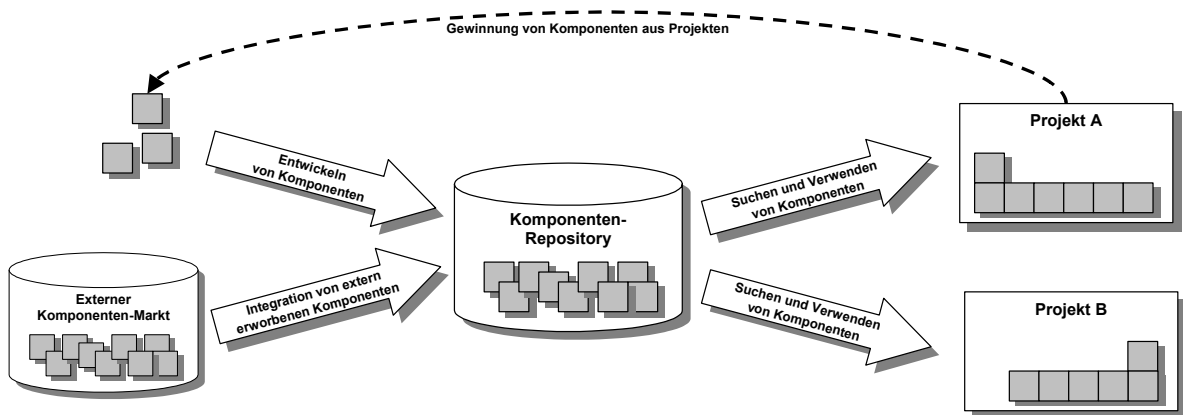 Gewinnung von Komponenten aus Projekten
Entwickeln
von Komponenten
Externer
Komponenten-Markt
Integration von extern
erworbenen Komponenten
Komponenten-
Repository
Suchen und Verwenden
von Komponenten
Projekt A
Suchen und Verwenden
von Komponenten
Projekt B